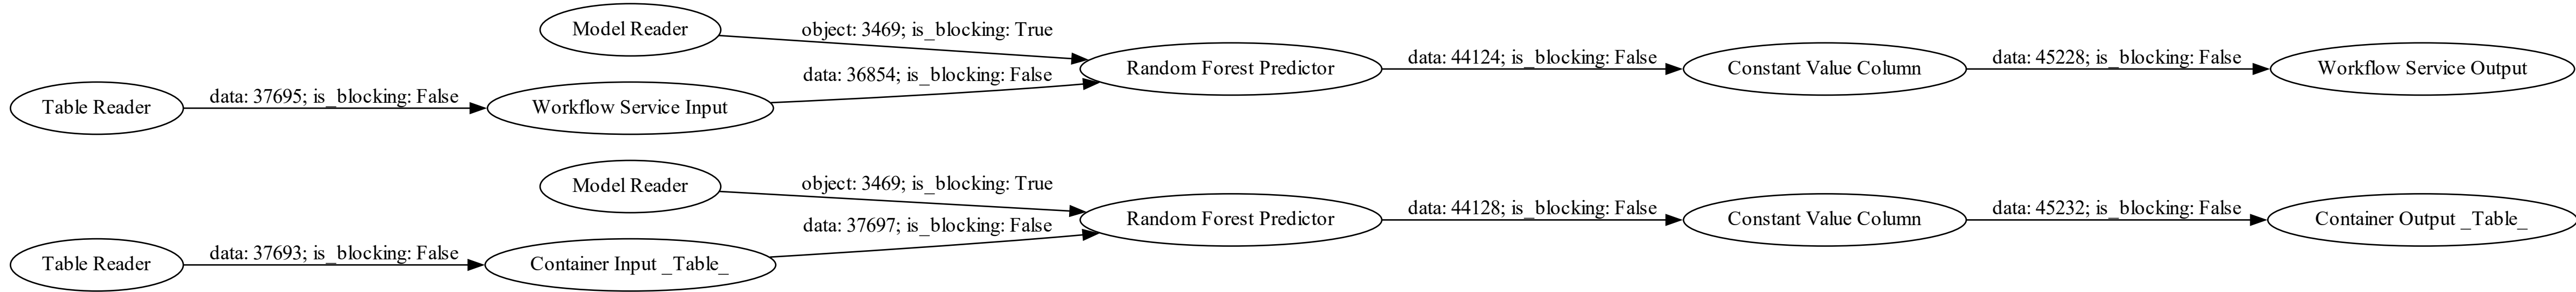 Model Reader
object: 3469; is_blocking: True
Table Reader
data: 37695; is_blocking: False
Workflow Service Input
data: 36854; is_blocking: False
Random Forest Predictor
data: 44124; is_blocking: False
Constant Value Column
data: 45228; is_blocking: False
Workflow Service Output
Model Reader
object: 3469; is_blocking: True
Table Reader
data: 37693; is_blocking: False
Container Input _Table_
data: 37697; is_blocking: False
Random Forest Predictor
data: 44128; is_blocking: False
Constant Value Column
data: 45232; is_blocking: False
Container Output _Table_